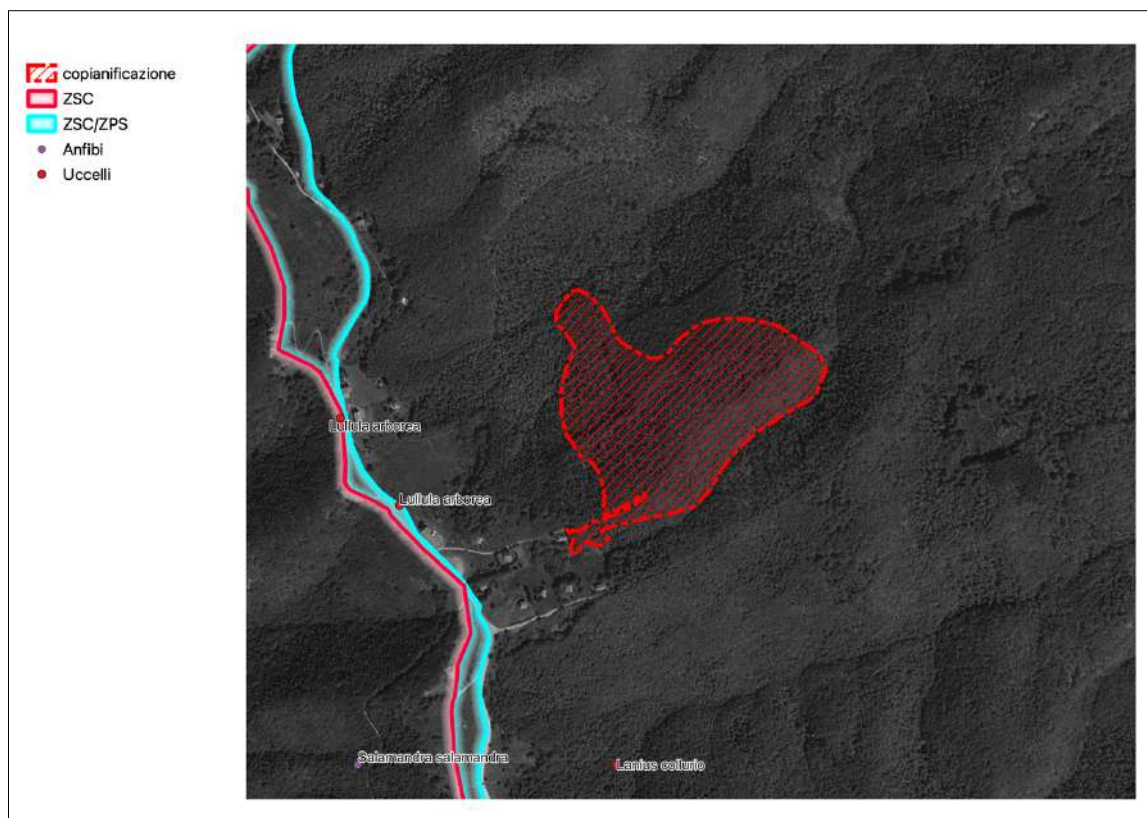 copianificazione
ZSC
ZSC/ZPS
Anfibi
Uccelli
Lullula arborea
Lullula arborea
Salamandra salamandra
Lanius collurio